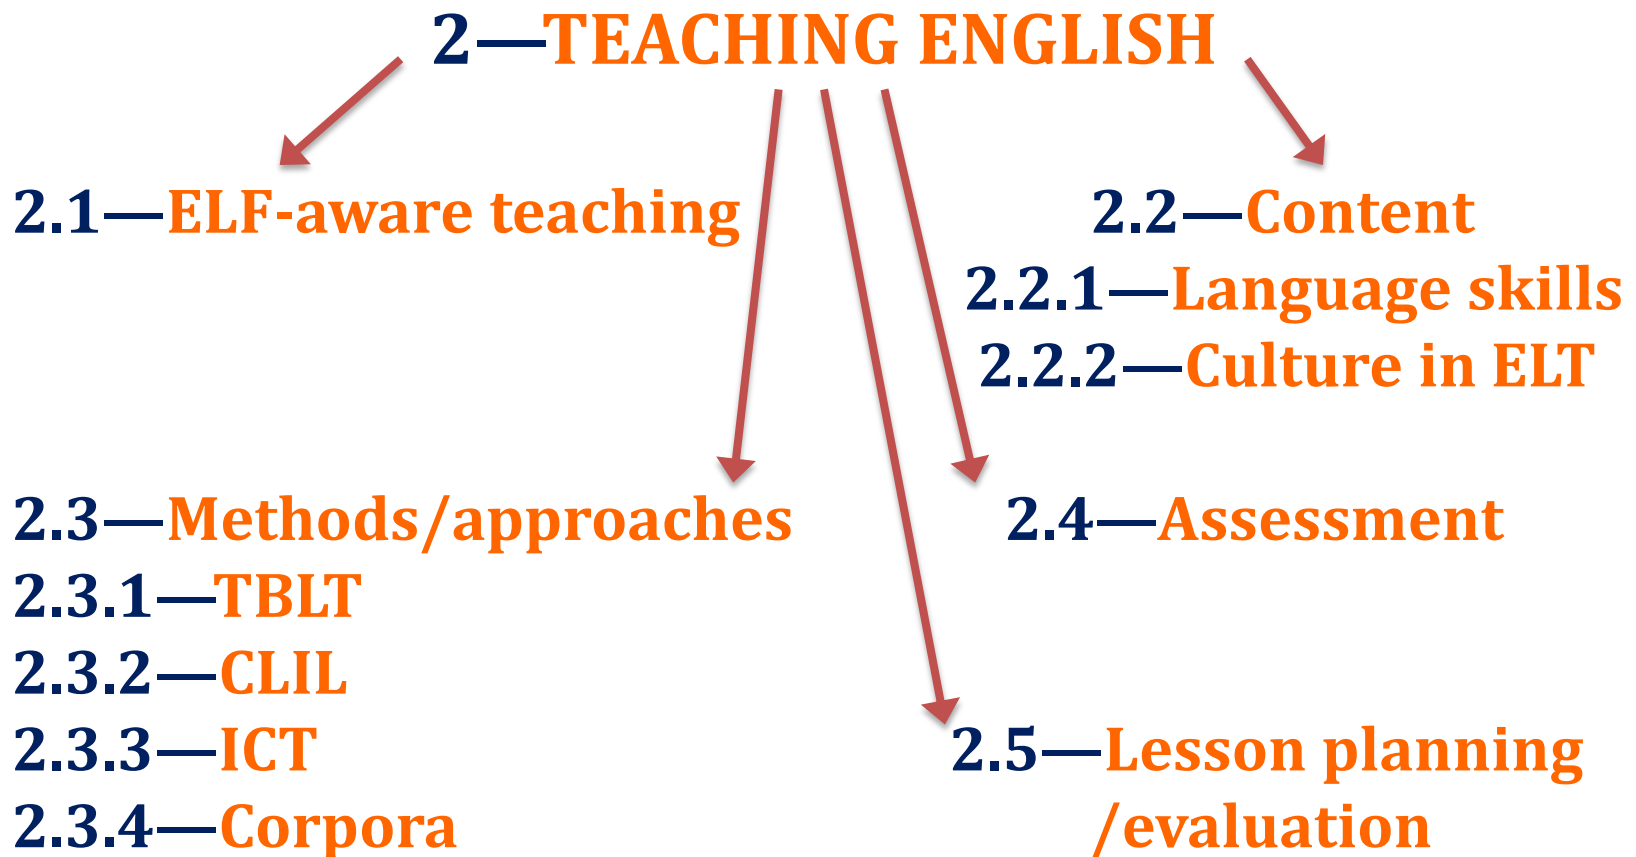 2—TEACHING ENGLISH
2.1—ELF-aware teaching
2.2—Content
2.2.1—Language skills
2.2.2—Culture in ELT
2.3—Methods/approaches
2.3.1—TBLT
2.3.2—CLIL
2.3.3—ICT
2.3.4—Corpora
2.4—Assessment
2.5—Lesson planning
/evaluation